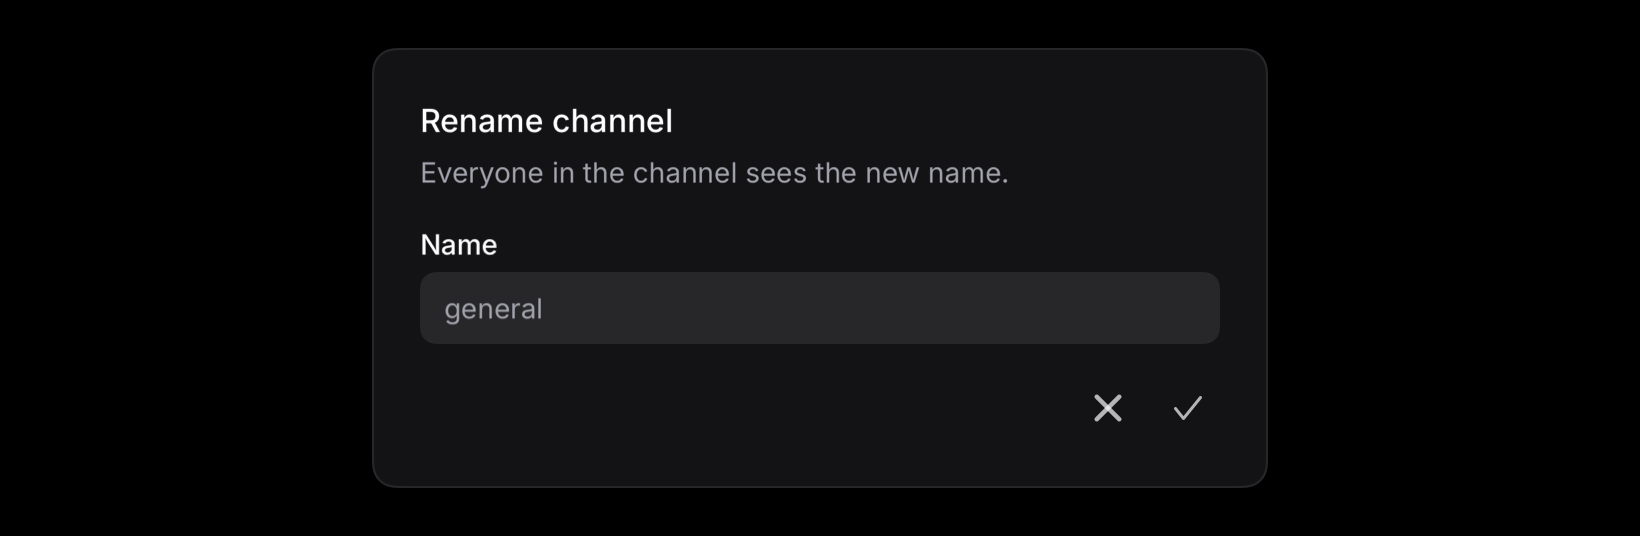 Rename channel
Everyone in the channel sees the new name.
Name
general